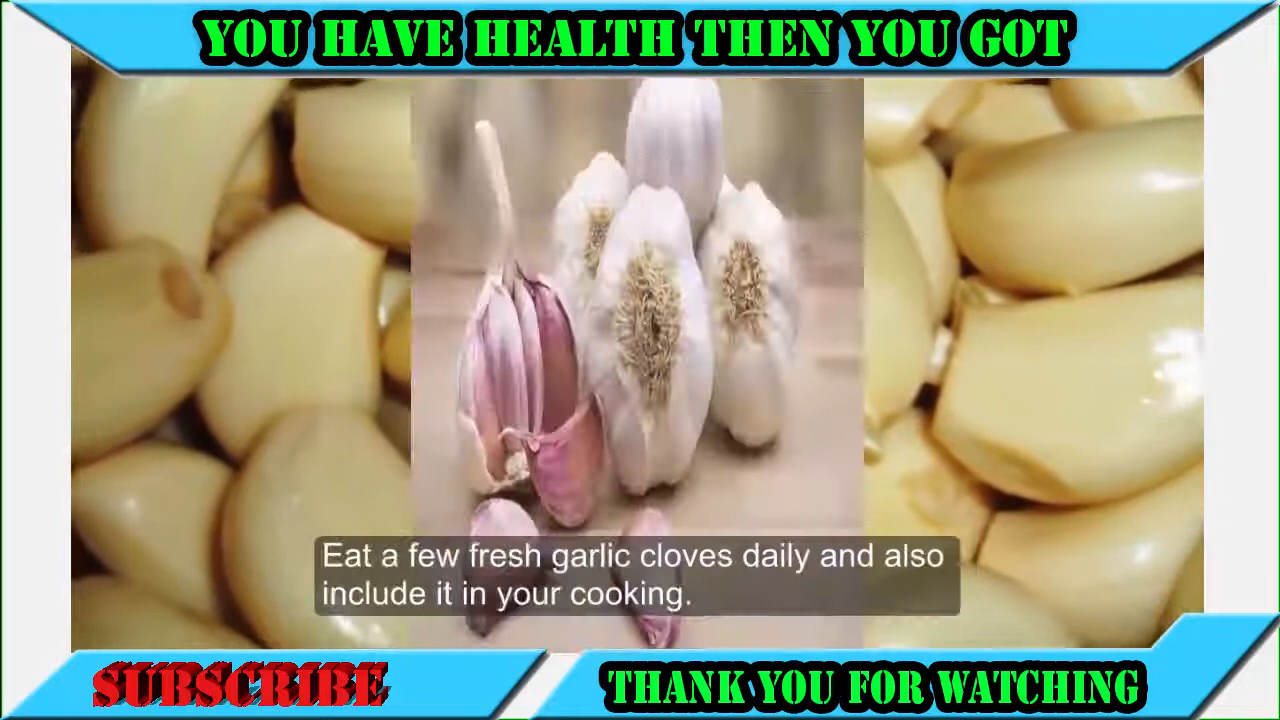 YOU HAVE HEALTH THEN YOU GOT
Eat a few fresh garlic cloves daily and also
include it in your cooking.
SUBSCRIBE
THANK YOU FOR WATCHING